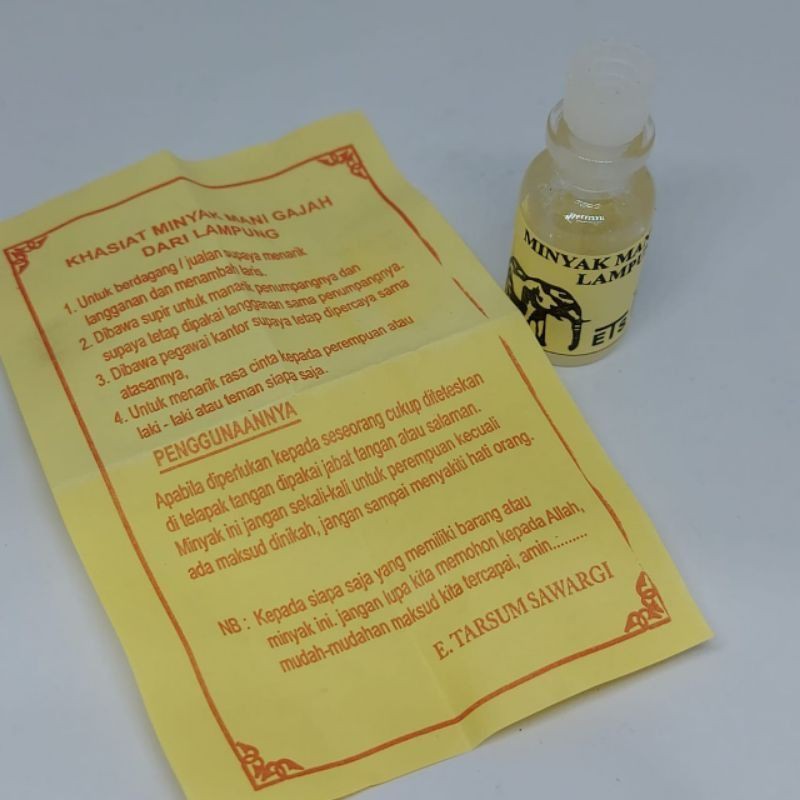 KHASIAT MINYAK MANI GAJAH
DARI LAMPUNG
1. Untuk berdagang / jualan supaya menarik
langganan dan menambah laris.
2. Dibawa supir untuk manarik penumpangnya dan
supaya tetap dipakai langganan sama penumpangnya.
3. Dibawa pegawai kantor supaya tetap dipercaya sama
atasannya,
4. Untuk menarik rasa cinta kepada perempuan atau
laki - laki atau teman siapa saja.
PENGGUNAANNYA
Apabila diperlukan kepada seseorang cukup diteteskan
di telapak tangan dipakai jabat tangan atau salaman.
Minyak ini jangan sekali-kali untuk perempuan kecuali
ada maksud dinikah, jangan sampai menyakiti hati orang.
NB : Kepada siapa saja yang memiliki barang atau
minyak ini. jangan lupa kita memohon kepada Allah,
mudah-mudahan maksud kita tercapai, amin..........
E. TARSUM SAWARGI
MINYAK MA
LAMPU
ETS